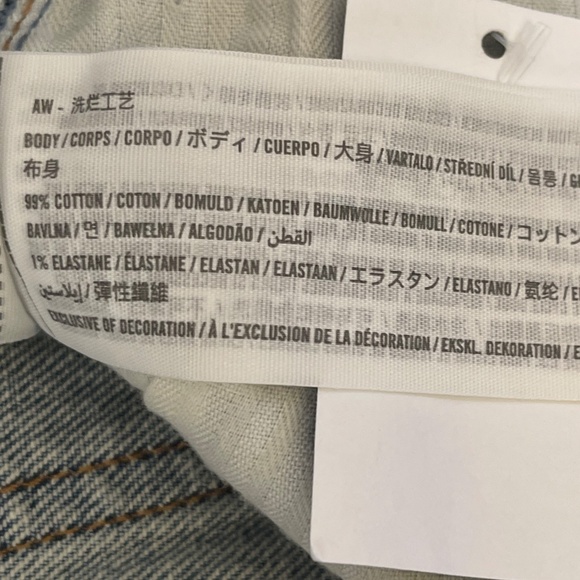 AW - 洗烂工艺
BODY / CORPS / CORPO / ボディ / CUERPO / 大身 / VARTALO / STŘEDNÍ DÍL / 몸통 /
布身
99% COTTON / COTON / BOMULD / KATOEN / BAUMWOLLE / BOMULL / COTONE / コットン
BAVLNA / 면 / BAWEŁNA / ALGODÃO / القطن
1% ELASTANE / ÉLASTANE / ELASTAN / ELASTAAN / エラスタン / ELASTANO / 氨纶 /
إيلاستين / 彈性纖維
EXCLUSIVE OF DECORATION / À L'EXCLUSION DE LA DÉCORATION / EKSKL. DEKORATION /